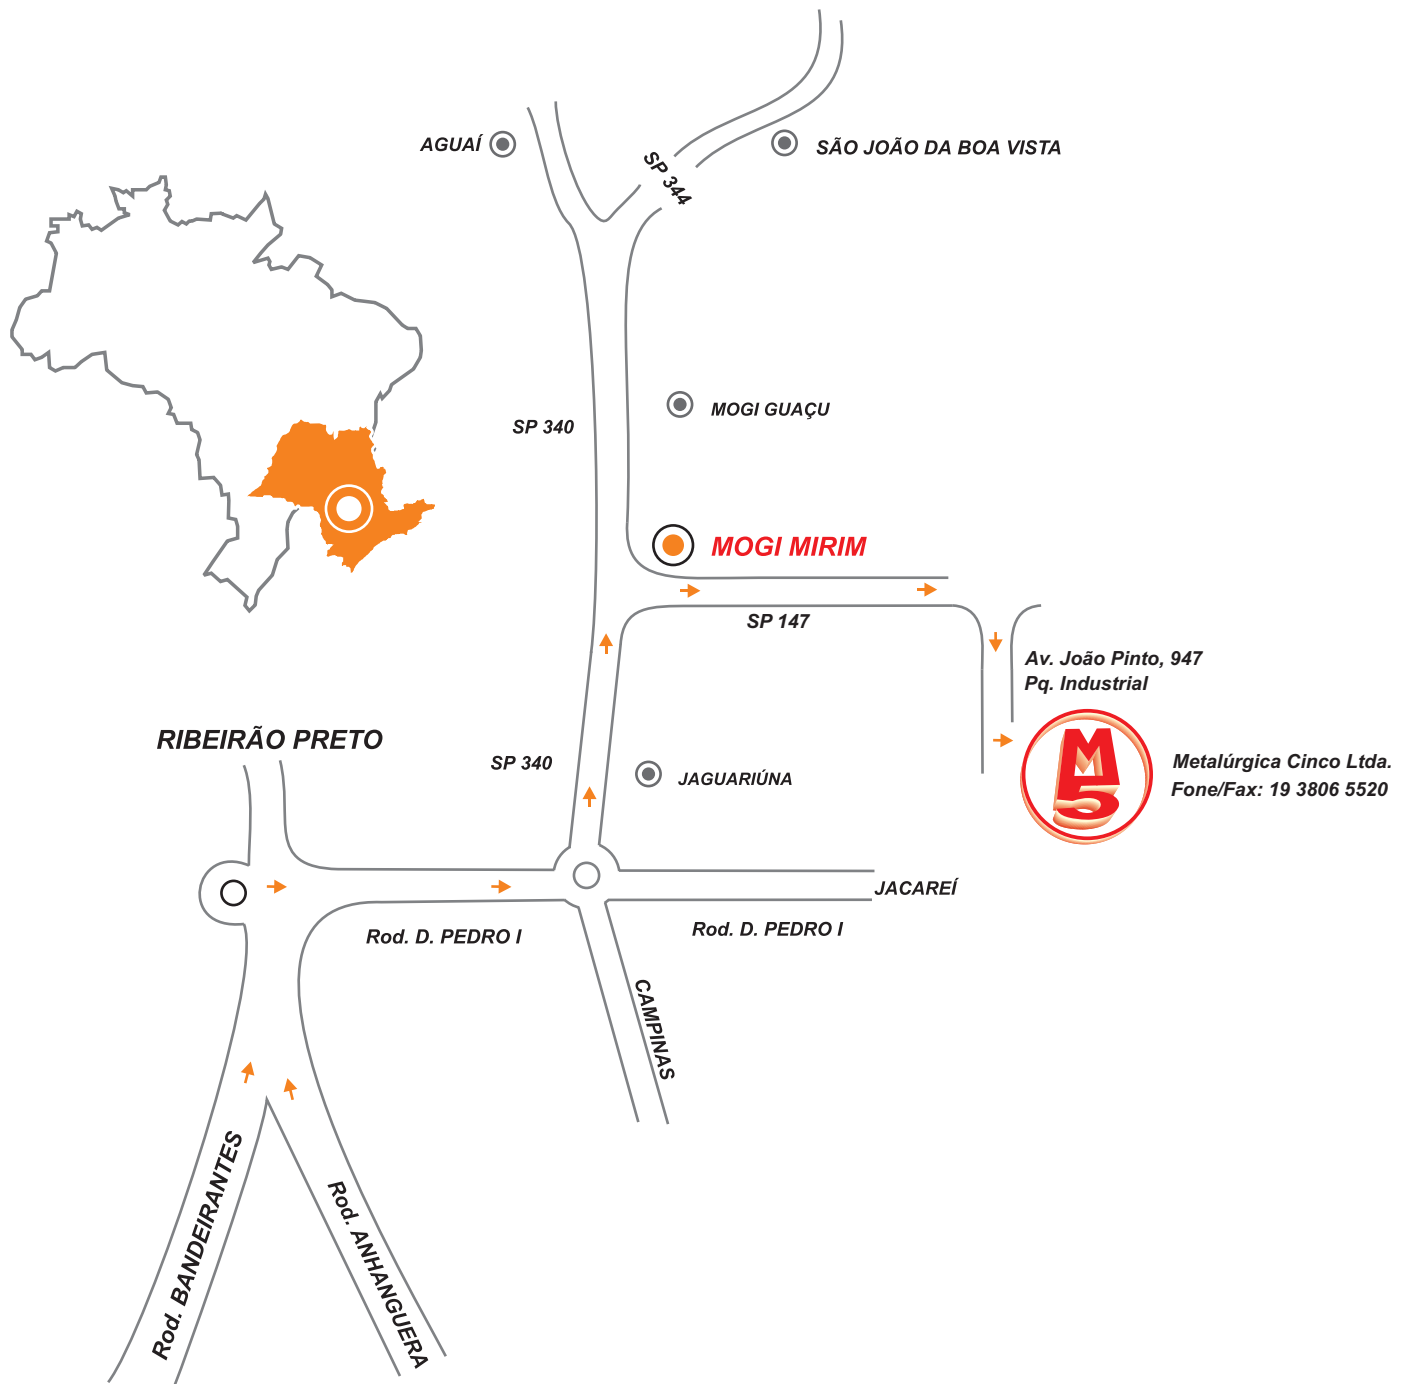 AGUAÍ
SP 344
SÃO JOÃO DA BOA VISTA
SP 340
MOGI GUAÇU
MOGI MIRIM
SP 147
Av. João Pinto, 947
Pq. Industrial
M
5
Metalúrgica Cinco Ltda.
Fone/Fax: 19 3806 5520
RIBEIRÃO PRETO
SP 340
JAGUARIÚNA
JACAREÍ
Rod. D. PEDRO I
Rod. D. PEDRO I
CAMPINAS
Rod. BANDEIRANTES
Rod. ANHANGUERA